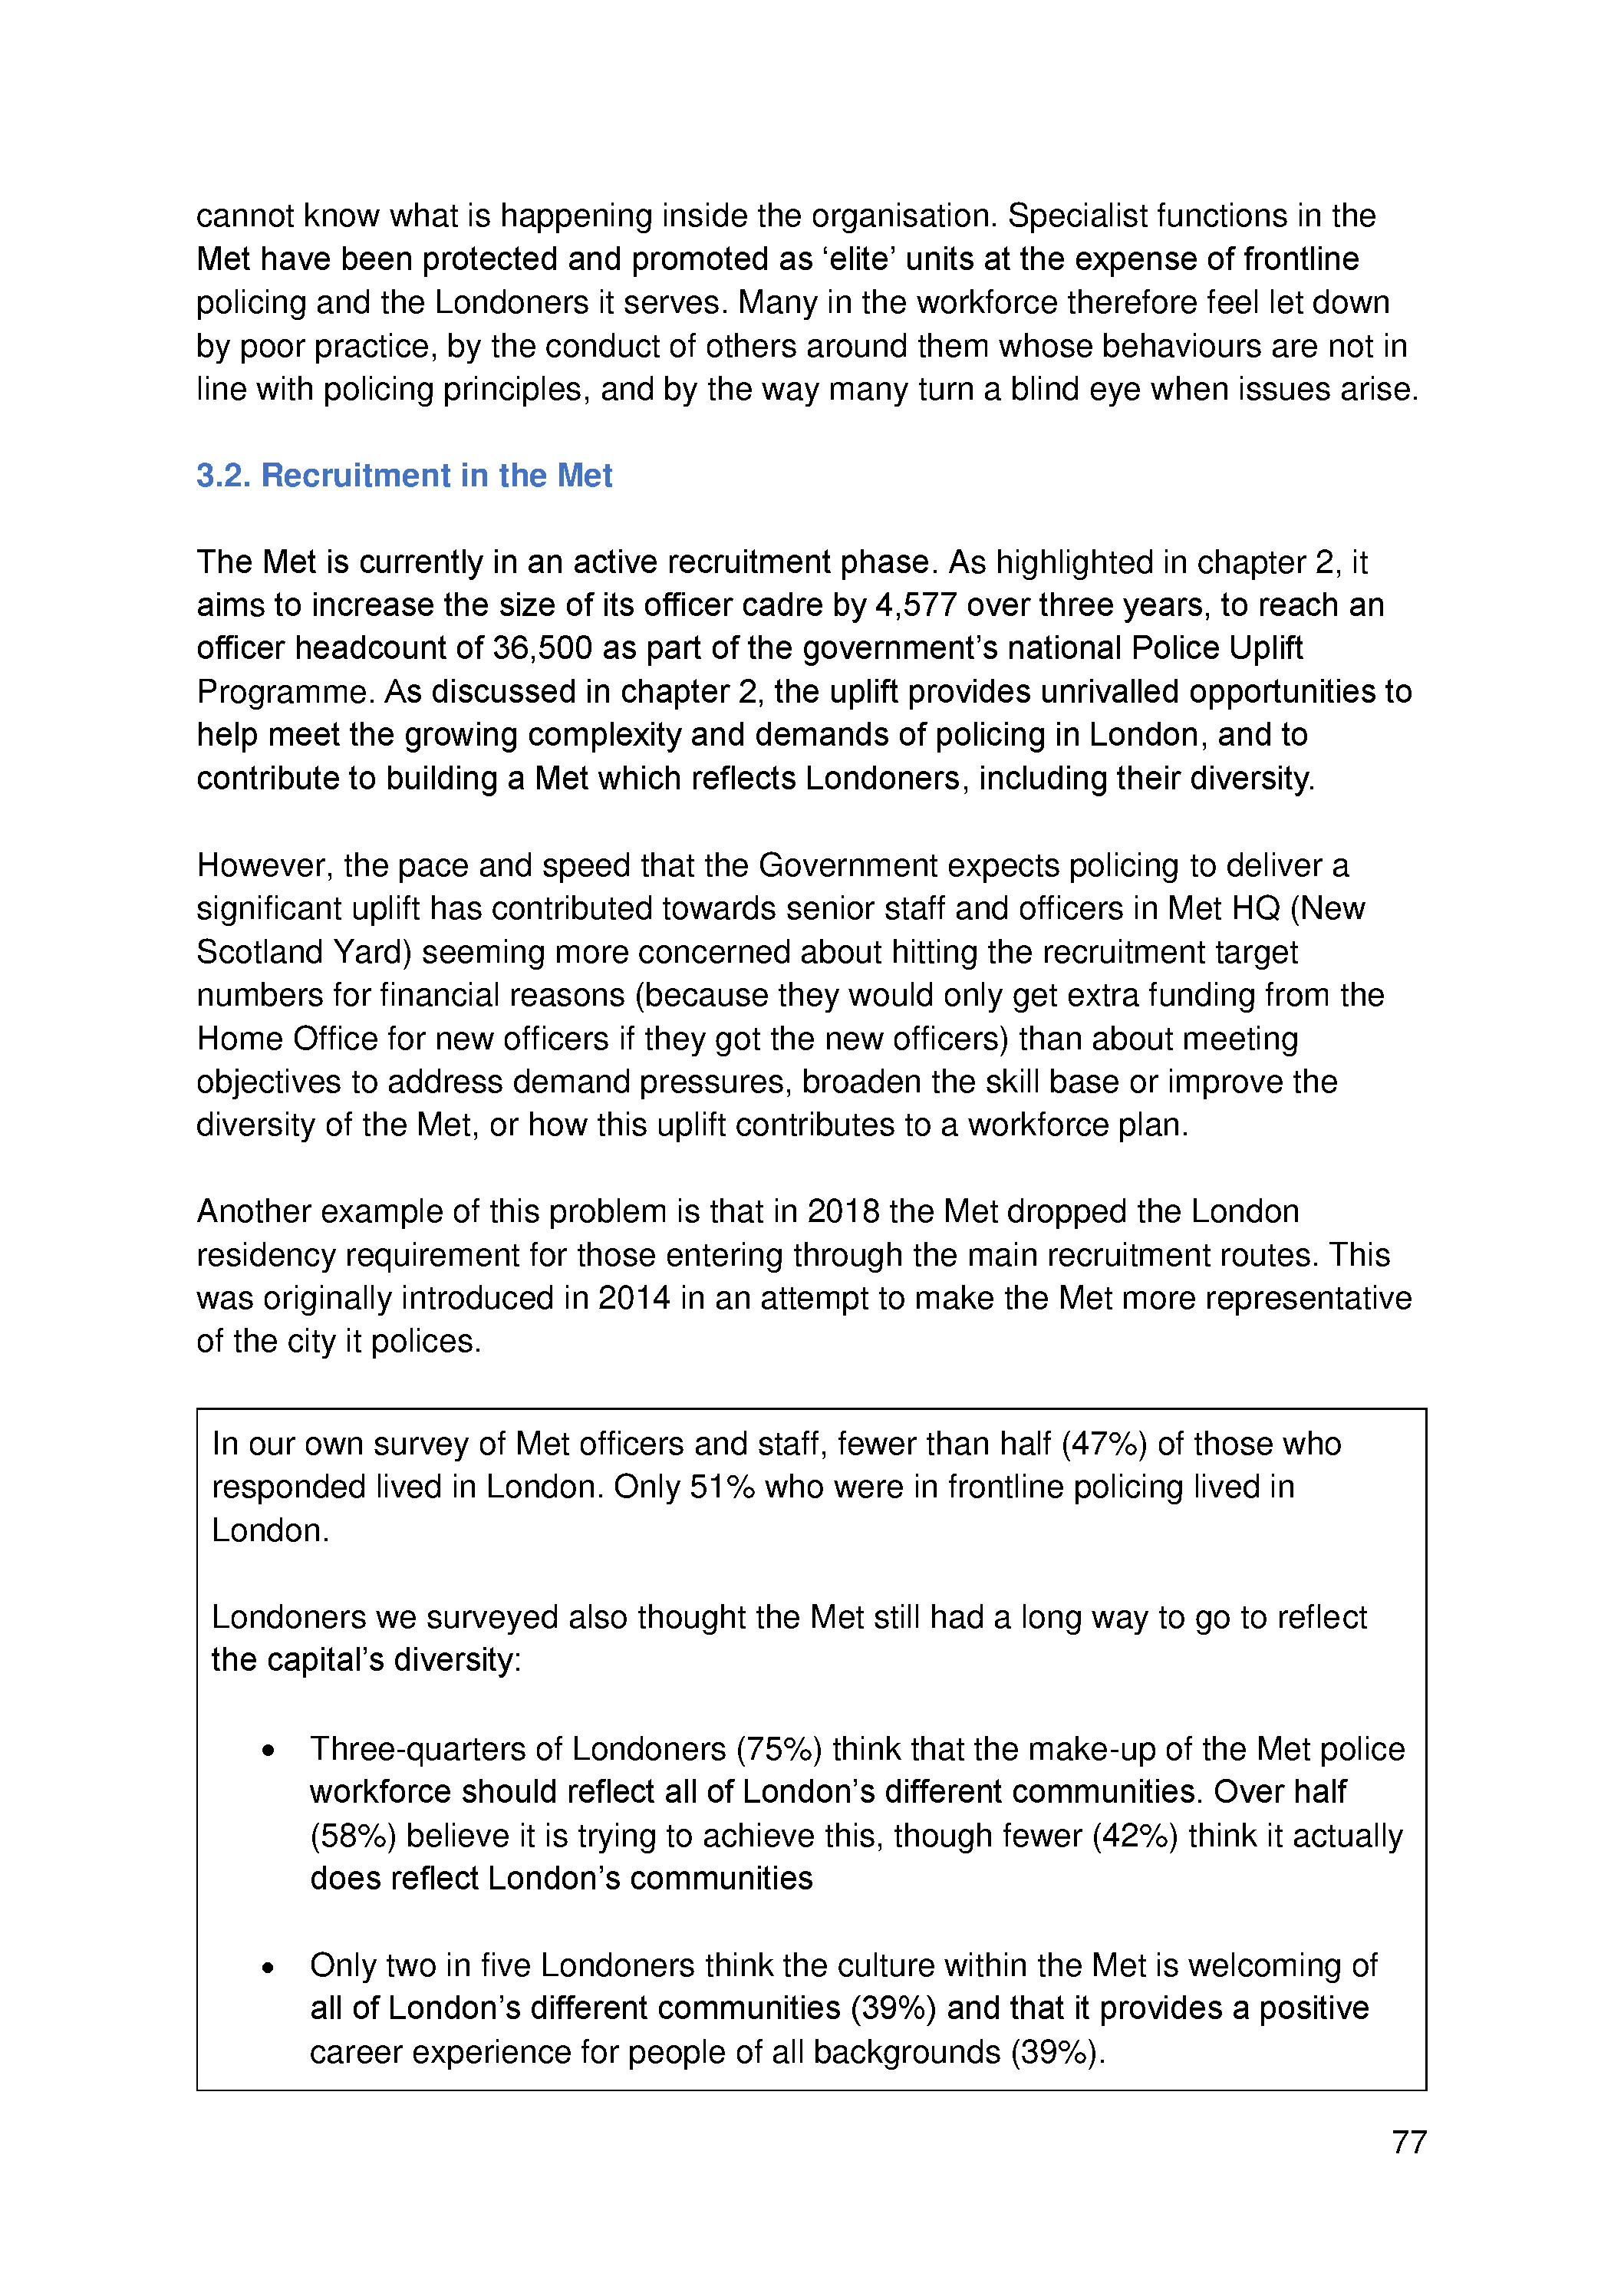 cannot know what is happening inside the organisation. Specialist functions in the
Met have been protected and promoted as ‘elite’ units at the expense of frontline
policing and the Londoners it serves. Many in the workforce therefore feel let down
by poor practice, by the conduct of others around them whose behaviours are not in
line with policing principles, and by the way many turn a blind eye when issues arise.
3.2. Recruitment in the Met
The Met is currently in an active recruitment phase. As highlighted in chapter 2, it
aims to increase the size of its officer cadre by 4,577 over three years, to reach an
officer headcount of 36,500 as part of the government’s national Police Uplift
Programme. As discussed in chapter 2, the uplift provides unrivalled opportunities to
help meet the growing complexity and demands of policing in London, and to
contribute to building a Met which reflects Londoners, including their diversity.
However, the pace and speed that the Government expects policing to deliver a
significant uplift has contributed towards senior staff and officers in Met HQ (New
Scotland Yard) seeming more concerned about hitting the recruitment target
numbers for financial reasons (because they would only get extra funding from the
Home Office for new officers if they got the new officers) than about meeting
objectives to address demand pressures, broaden the skill base or improve the
diversity of the Met, or how this uplift contributes to a workforce plan.
Another example of this problem is that in 2018 the Met dropped the London
residency requirement for those entering through the main recruitment routes. This
was originally introduced in 2014 in an attempt to make the Met more representative
of the city it polices.
In our own survey of Met officers and staff, fewer than half (47%) of those who
responded lived in London. Only 51% who were in frontline policing lived in
London.
Londoners we surveyed also thought the Met still had a long way to go to reflect
the capital’s diversity:
• Three-quarters of Londoners (75%) think that the make-up of the Met police
workforce should reflect all of London’s different communities. Over half
(58%) believe it is trying to achieve this, though fewer (42%) think it actually
does reflect London’s communities
• Only two in five Londoners think the culture within the Met is welcoming of
all of London’s different communities (39%) and that it provides a positive
career experience for people of all backgrounds (39%).
77